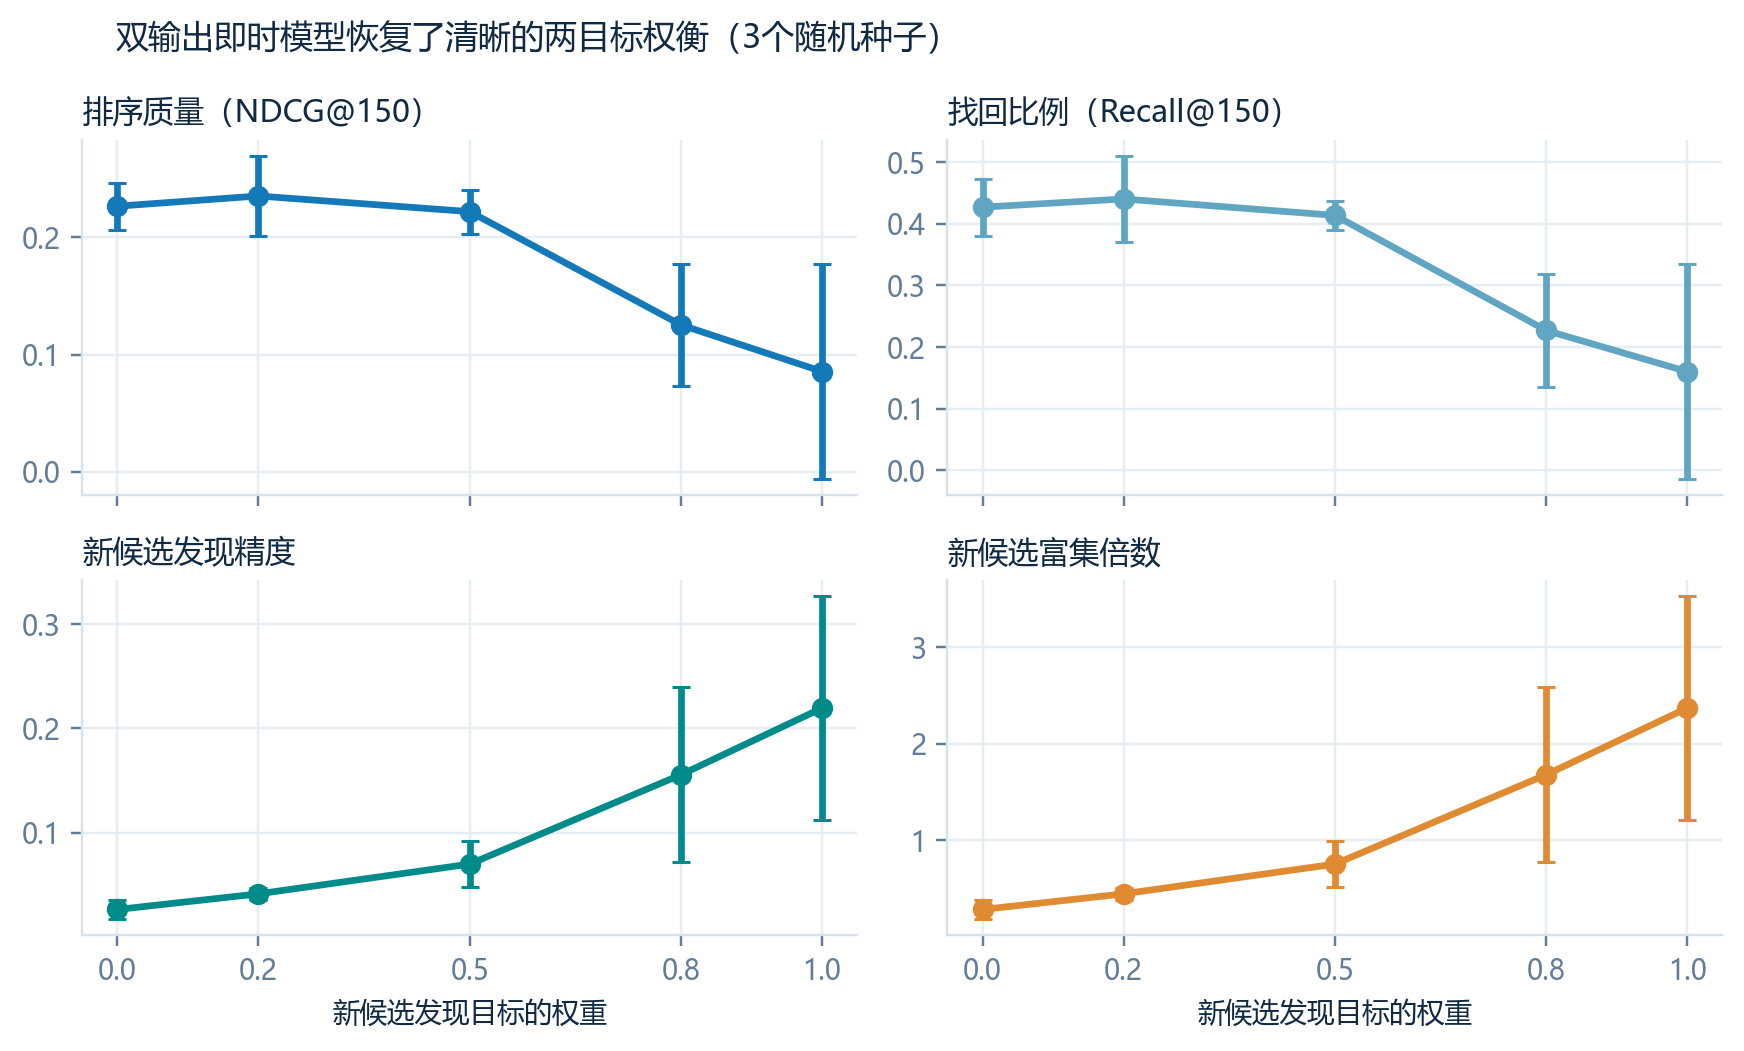 双输出即时模型恢复了清晰的两目标权衡（3个随机种子）
排序质量（NDCG@150）
0.2
0.1
0.0
找回比例（Recall@150）
0.5
0.4
0.3
0.2
0.1
0.0
新候选发现精度
0.3
0.2
0.1
0.0 0.2 0.5 0.8 1.0
新候选发现目标的权重
新候选富集倍数
3
2
1
0.0 0.2 0.5 0.8 1.0
新候选发现目标的权重